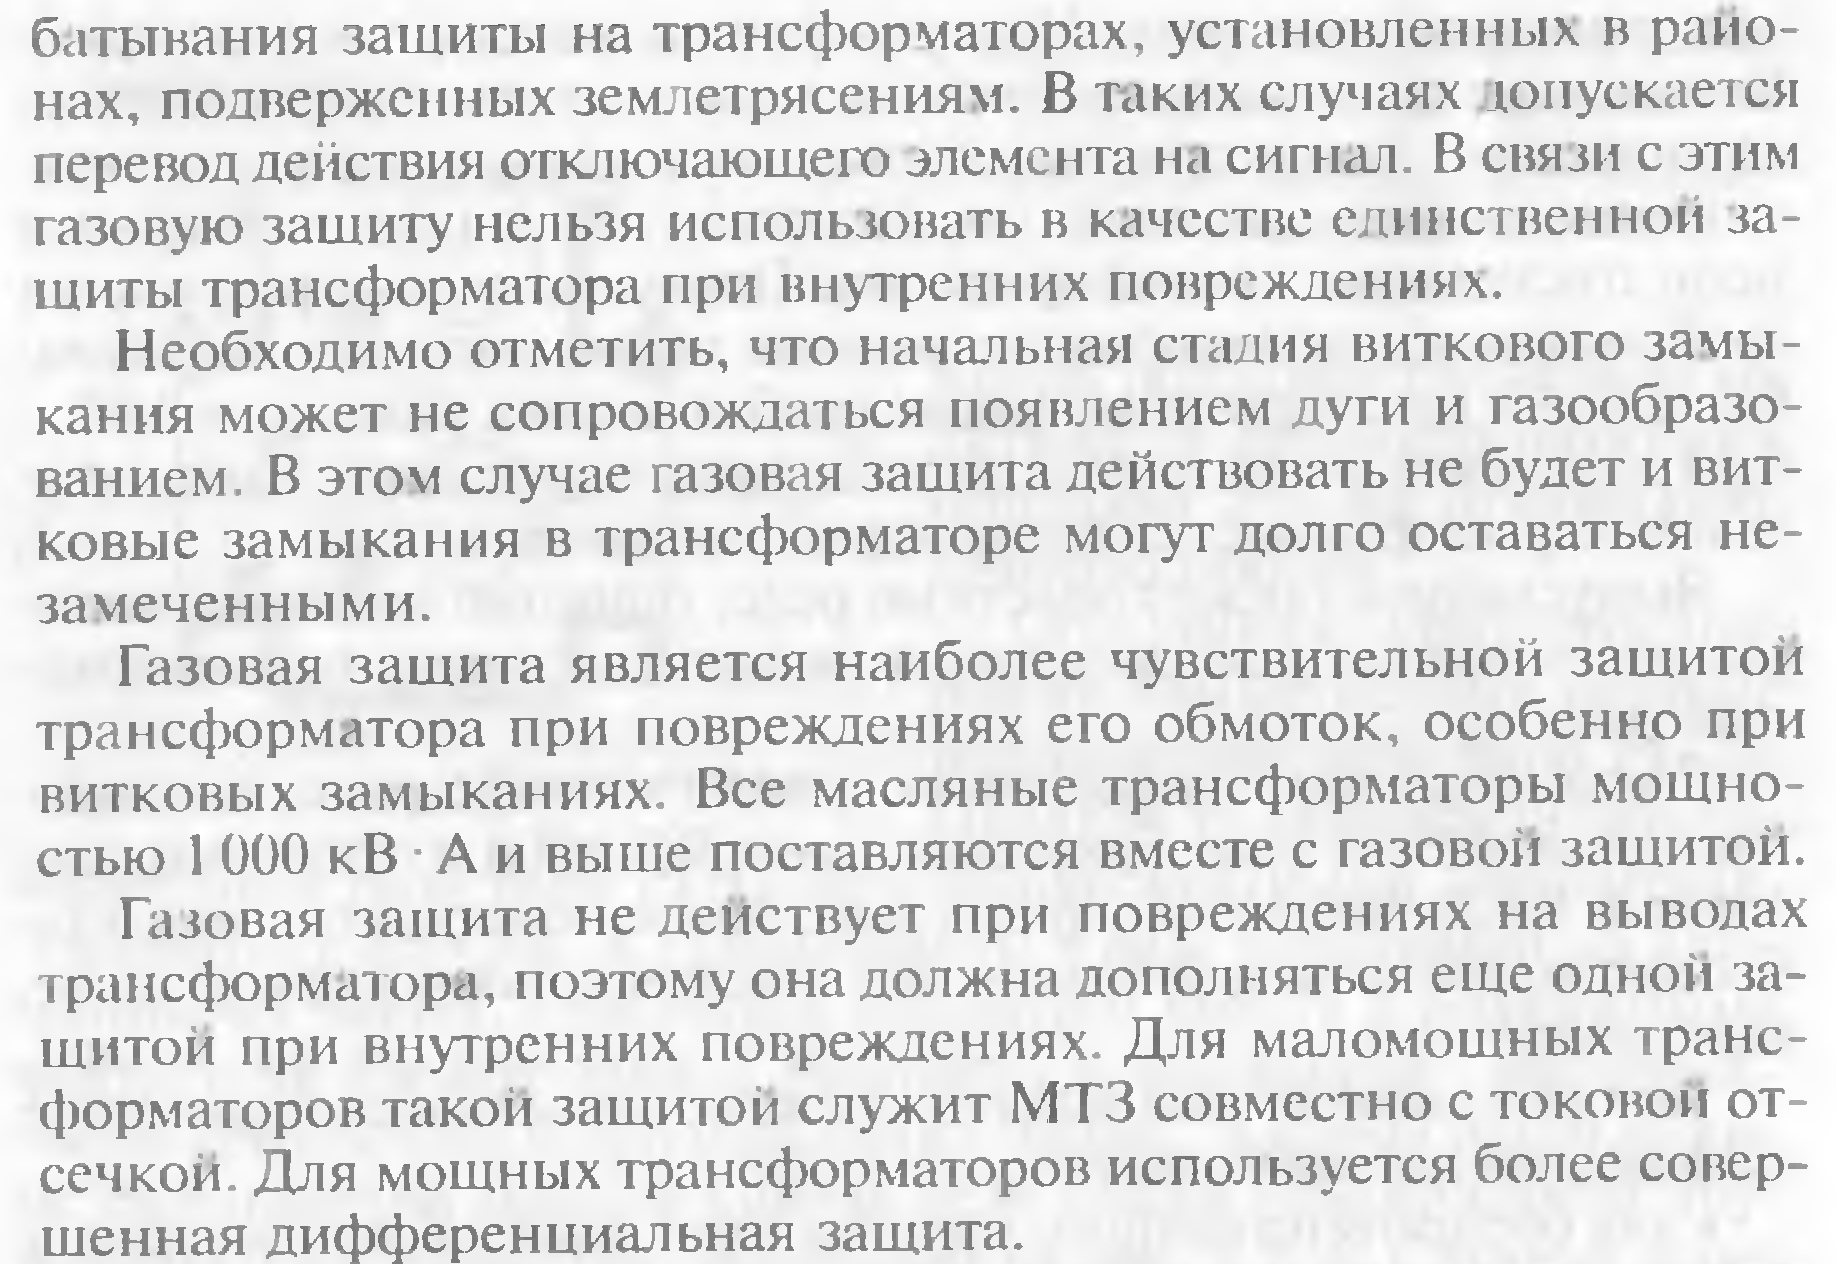 батывания защиты на трансформаторах, установленных в райо-
нах, подверженных землетрясениям. В таких случаях допускается
перевод действия отключающего элемента на сигнал. В связи с этим
газовую защиту нельзя использовать в качестве единственной за-
щиты трансформатора при внутренних повреждениях.
Необходимо отметить, что начальная стадия виткового замы-
кания может не сопровождаться появлением дуги и газообразо-
ванием. В этом случае газовая защита действовать не будет и вит-
ковые замыкания в трансформаторе могут долго оставаться не-
замеченными.
Газовая защита является наиболее чувствительной защитой
трансформатора при повреждениях его обмоток, особенно при
витковых замыканиях. Все масляные трансформаторы мощно-
стью 1 000 кВ · А и выше поставляются вместе с газовой защитой.
Газовая защита не действует при повреждениях на выводах
трансформатора, поэтому она должна дополняться еще одной за-
щитой при внутренних повреждениях. Для маломощных транс-
форматоров такой защитой служит МТЗ совместно с токовой от-
сечкой. Для мощных трансформаторов используется более совер-
шенная дифференциальная защита.